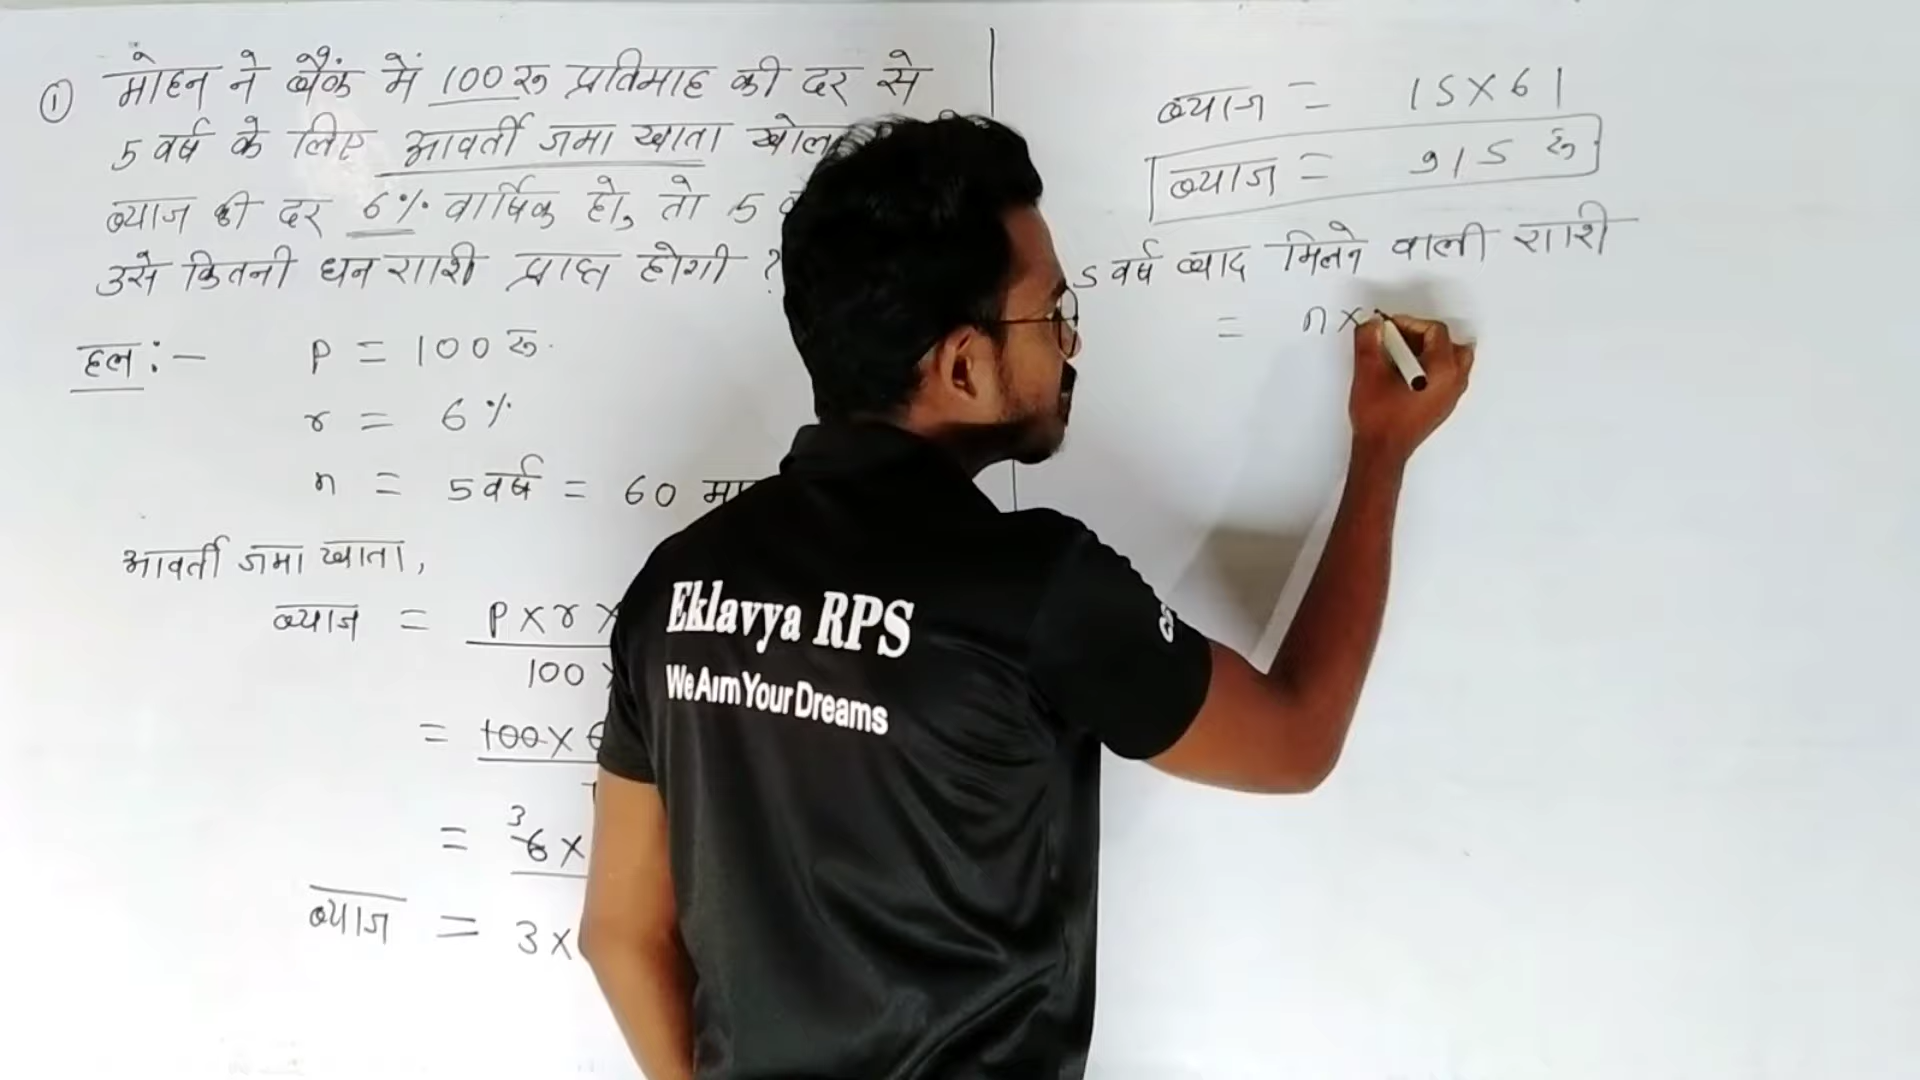 ① मोहन ने बैंक में 100 रु प्रतिमाह की दर से
5 वर्ष के लिए आवर्ती जमा खाता
ब्याज की दर 6% वार्षिक हो, तो 5
उसे कितनी धन राशी प्राप्त होगी ?
हल :- P = 100 रु.
r = 6%
n = 5 वर्ष = 60
आवर्ती जमा खाता,
ब्याज = P × r ×
100
= 100 ×
= 3 6 ×
ब्याज = 3 ×
ब्याज = 15 × 61
ब्याज = 915 रु
5 वर्ष ब्याद मिलने वाली राशि
= n ×
Eklavya RPS
We Aim Your Dreams